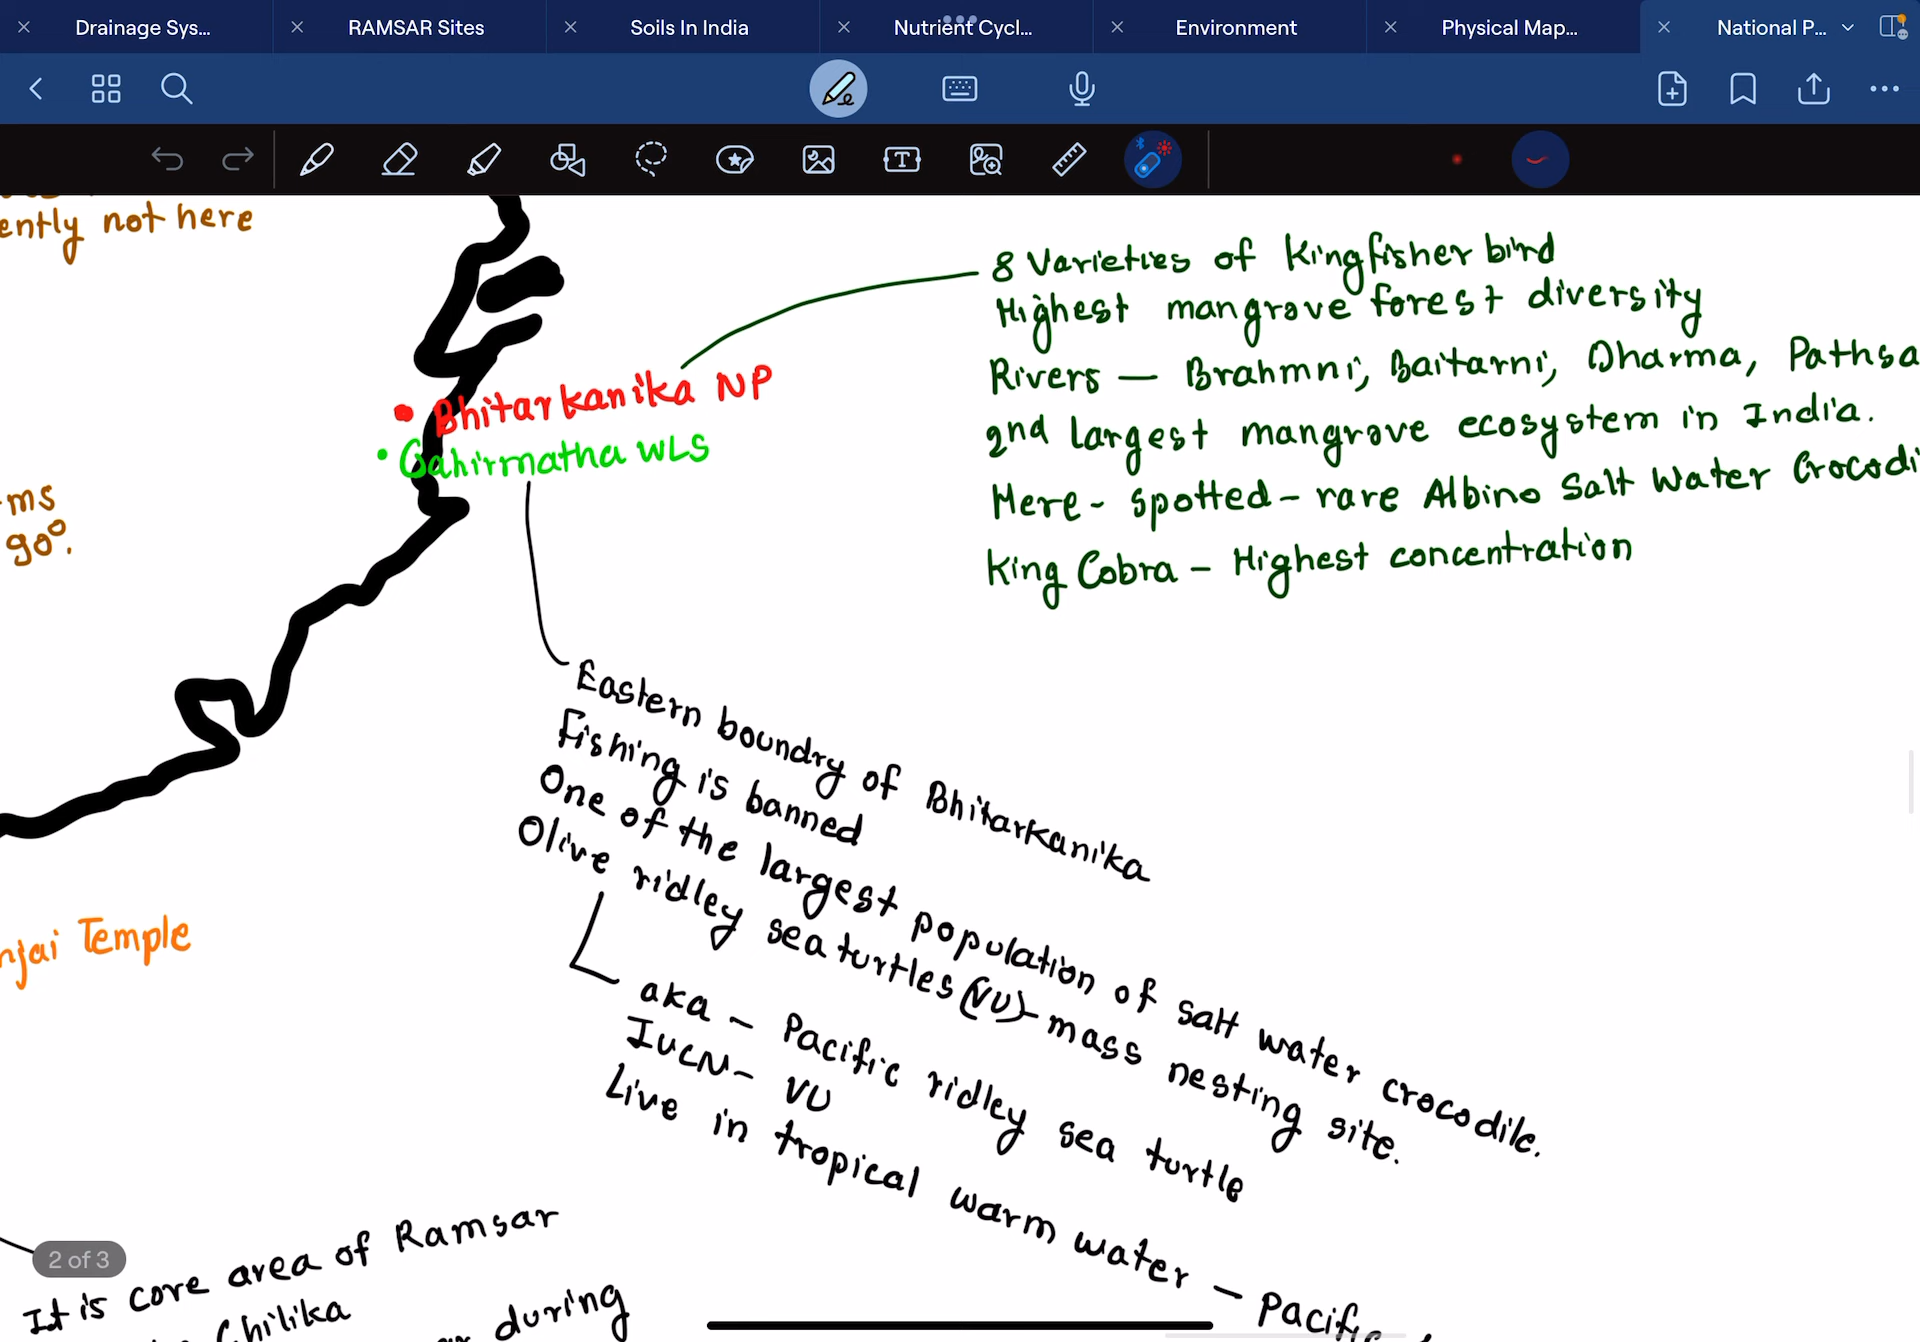 Drainage Sys...
RAMSAR Sites
Soils In India
Nutrient Cycl...
Environment
Physical Map...
National P...
ently not here
8 Varieties of Kingfisher bird
Highest mangrove forest diversity
Rivers — Brahmni, Baitarni, Dharma, Pathsa
2nd largest mangrove ecosystem in India.
Here - spotted - rare Albino Salt Water Crocodi
King Cobra - Highest concentration
Bhitarkanika NP
Gahirmatha WLS
ms
90°.
Eastern boundry of Bhitarkanika
Fishing is banned
One of the largest population of salt water crocodile.
Olive ridley sea turtles (VU) - mass nesting site.
aka - Pacific ridley sea turtle
IUCN - VU
Live in tropical warm water - Pacific
njai Temple
2 of 3
It is core area of Ramsar
Chilika
during